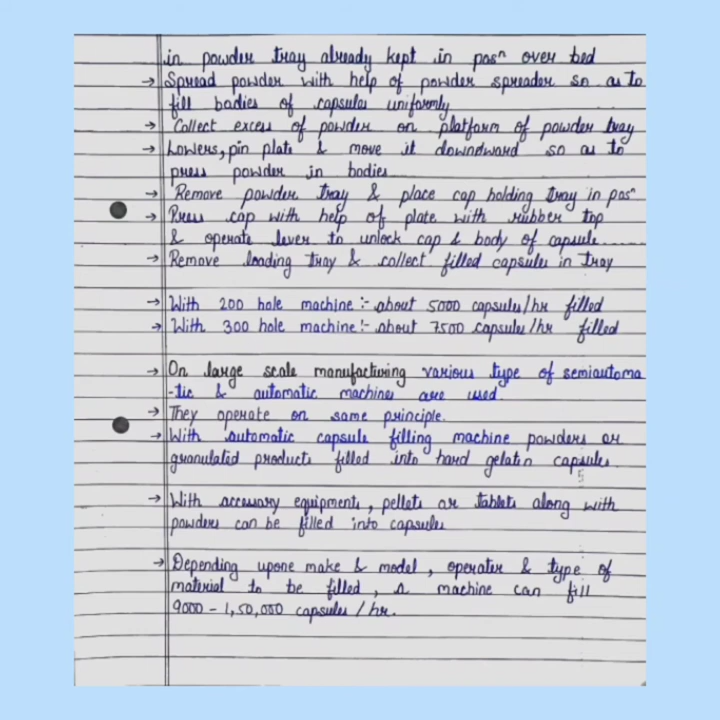 in powder tray already kept in posⁿ over bed
→ Spread powder with help of powder spreader so as to
fill bodies of capsules uniformly
→ Collect excess of powder on platform of powder tray
→ Lowers, pin plate & move it downdward so as to
press powder in bodies
→ Remove powder tray & place cap holding tray in posⁿ
→ Press cap with help of plate with rubber top
& operate lever to unlock cap & body of capsule
→ Remove loading tray & collect filled capsules in tray
→ With 200 hole machine :- about 5000 capsules/hr filled
→ With 300 hole machine :- about 7500 capsules/hr filled
→ On large scale manufacturing various type of semiautoma
-tic & automatic machines are used.
→ They operate on same principle.
→ With automatic capsule filling machine powders or
granulated products filled into hard gelatin capsules
→ With accessary equipments, pellets or tablets along with
powders can be filled into capsules
→ Depending upone make & model, operater & type of
material to be filled, a machine can fill
9000 - 1,50,000 capsules / hr.